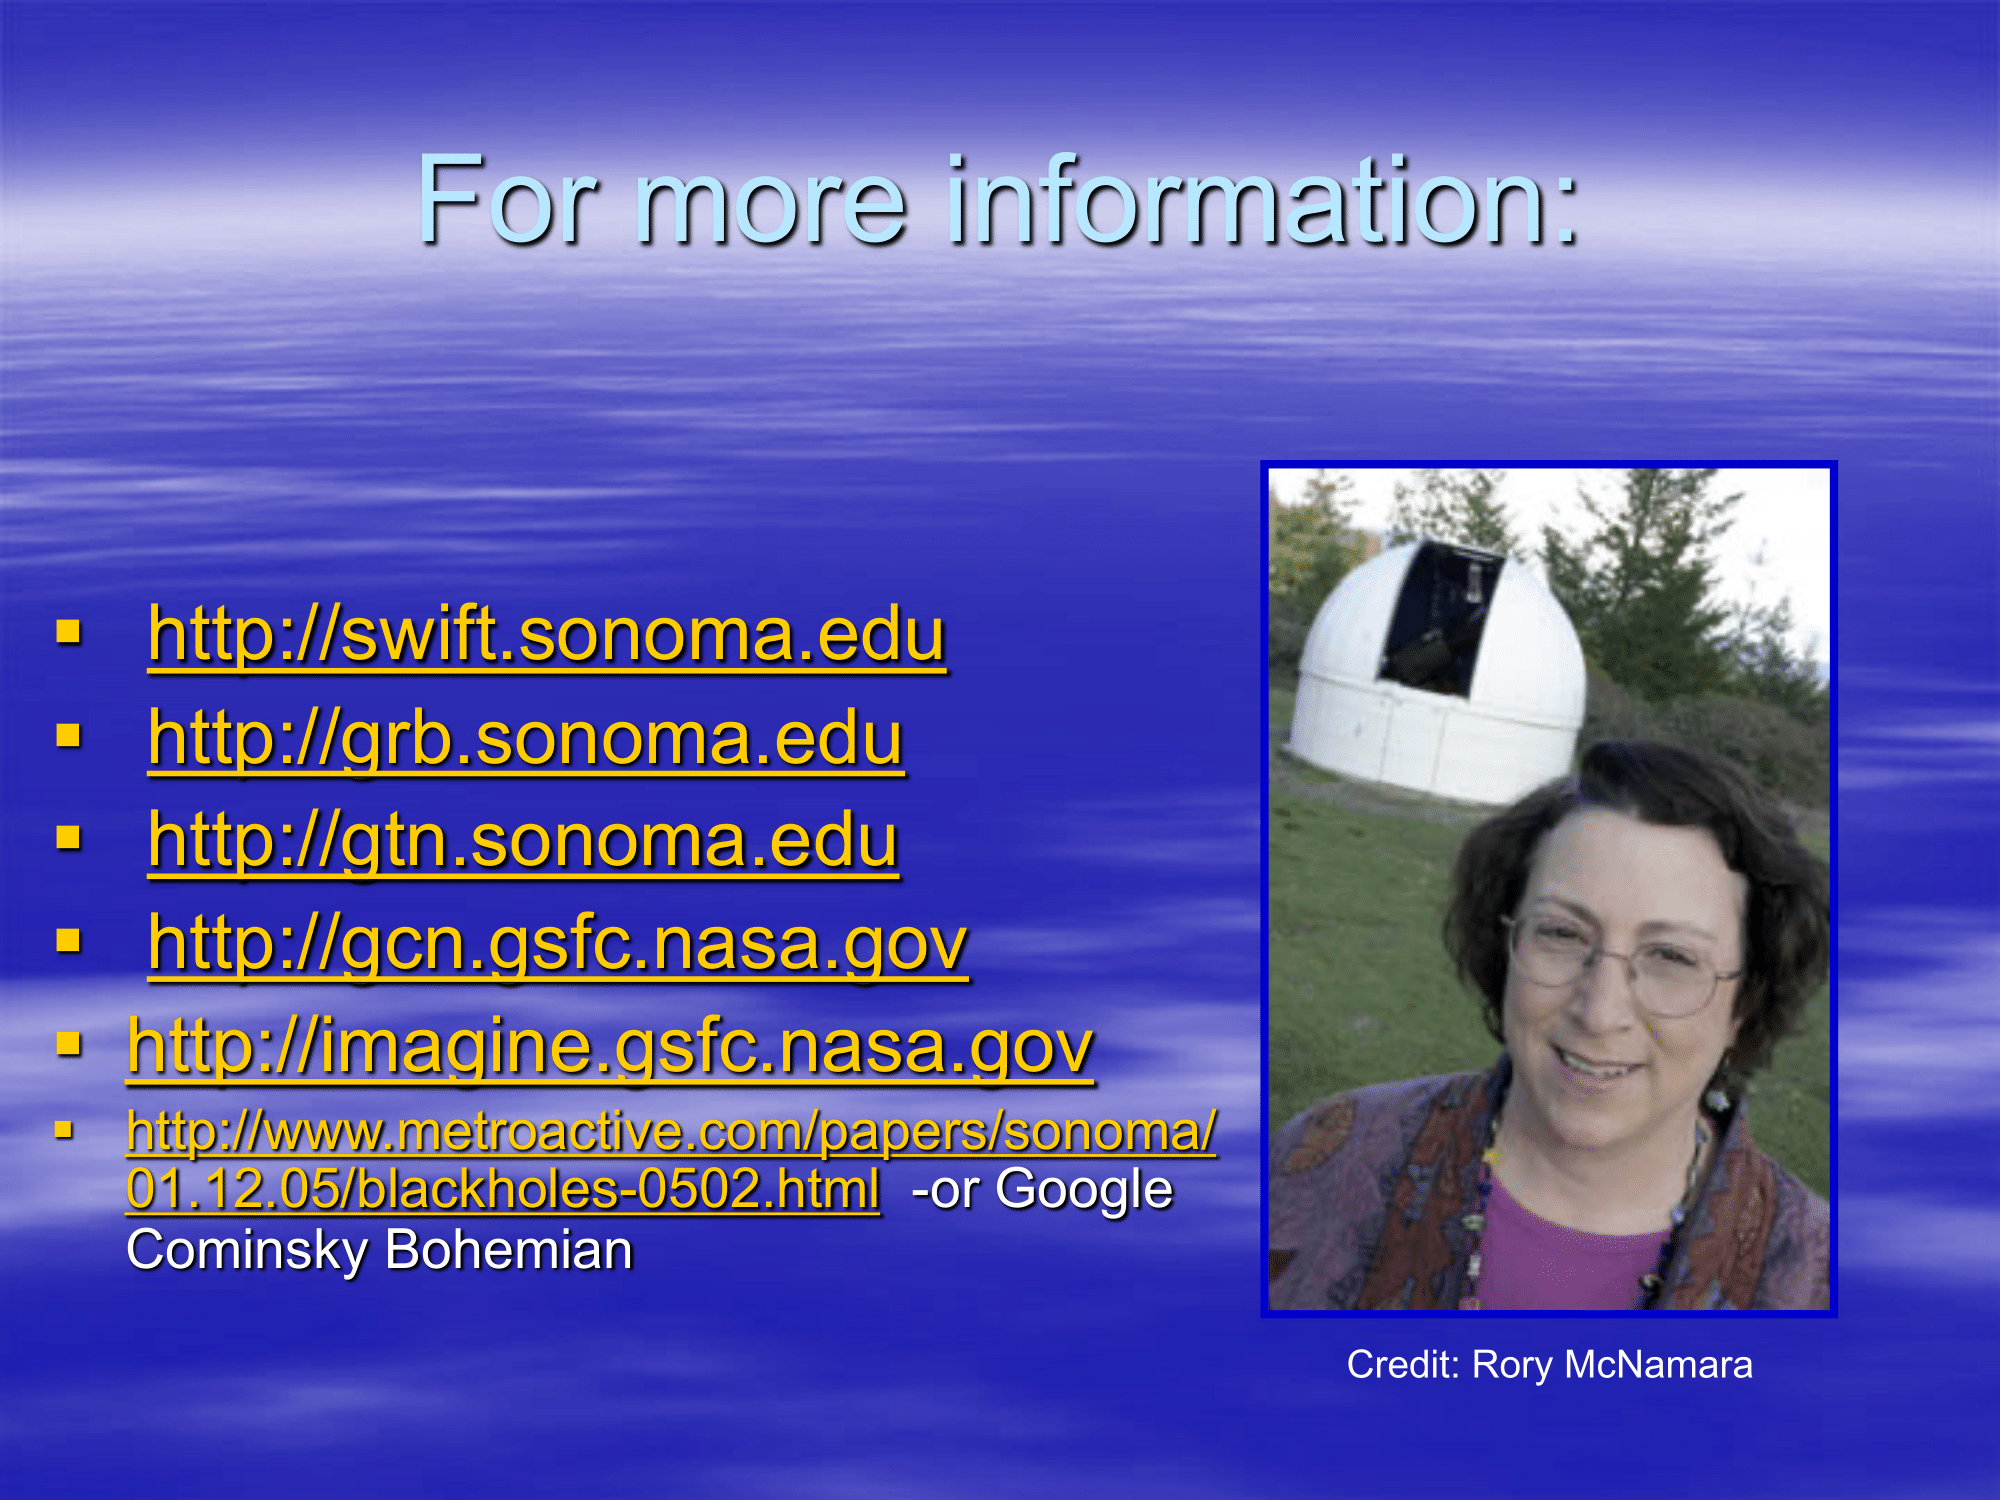 For more information:
▪ http://swift.sonoma.edu
▪ http://grb.sonoma.edu
▪ http://gtn.sonoma.edu
▪ http://gcn.gsfc.nasa.gov
▪ http://imagine.gsfc.nasa.gov
▪ http://www.metroactive.com/papers/sonoma/
01.12.05/blackholes-0502.html -or Google
Cominsky Bohemian
Credit: Rory McNamara